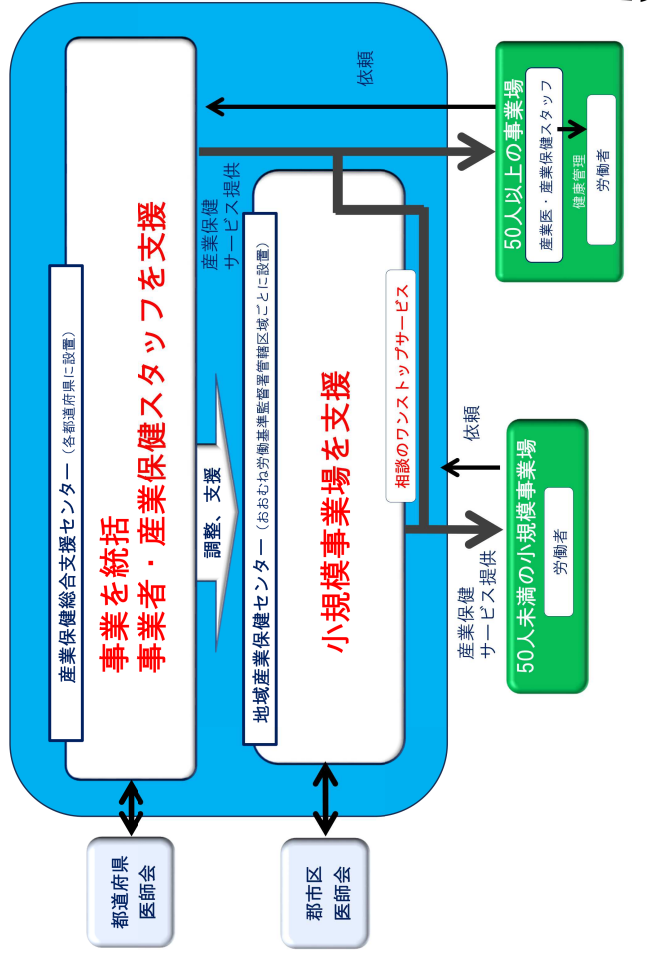 産業保健総合支援センター（各都道府県に設置）
事業を統括
事業者・産業保健スタッフを支援
都道府県
医師会
調整、支援
産業保健
サービス提供
依頼
地域産業保健センター（おおむね労働基準監督署管轄区域ごとに設置）
小規模事業場を支援
相談のワンストップサービス
郡市区
医師会
産業保健
サービス提供
依頼
50人未満の小規模事業場
労働者
50人以上の事業場
産業医・産業保健スタッフ
健康管理
労働者